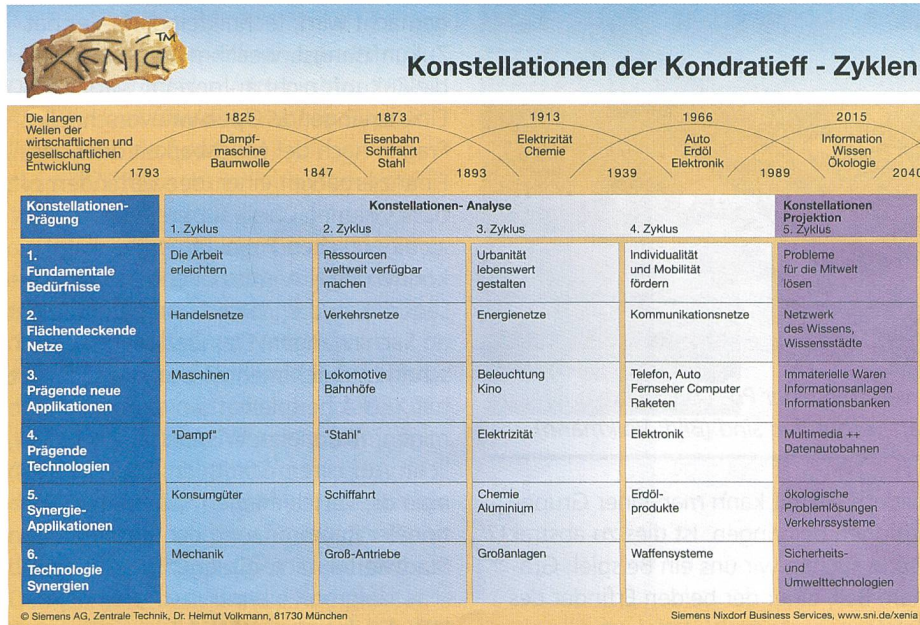 XENIA™
Konstellationen der Kondratieff - Zyklen
Die langen
Wellen der
wirtschaftlichen und
gesellschaftlichen
Entwicklung
1825 1873 1913 1966 2015
Dampf-
maschine
Baumwolle
Eisenbahn
Schiffahrt
Stahl
Elektrizität
Chemie
Auto
Erdöl
Elektronik
Information
Wissen
Ökologie
1793 1847 1893 1939 1989 2040
Konstellationen-
Prägung
Konstellationen- Analyse
1. Zyklus 2. Zyklus 3. Zyklus 4. Zyklus
Konstellationen
Projektion
5. Zyklus
1.
Fundamentale
Bedürfnisse
Die Arbeit
erleichtern
Ressourcen
weltweit verfügbar
machen
Urbanität
lebenswert
gestalten
Individualität
und Mobilität
fördern
Probleme
für die Mitwelt
lösen
2.
Flächendeckende
Netze
Handelsnetze
Verkehrsnetze
Energienetze
Kommunikationsnetze
Netzwerk
des Wissens,
Wissensstädte
3.
Prägende neue
Applikationen
Maschinen
Lokomotive
Bahnhöfe
Beleuchtung
Kino
Telefon, Auto
Fernseher Computer
Raketen
Immaterielle Waren
Informationsanlagen
Informationsbanken
4.
Prägende
Technologien
"Dampf"
"Stahl"
Elektrizität
Elektronik
Multimedia ++
Datenautobahnen
5.
Synergie-
Applikationen
Konsumgüter
Schiffahrt
Chemie
Aluminium
Erdöl-
produkte
ökologische
Problemlösungen
Verkehrssysteme
6.
Technologie
Synergien
Mechanik
Groß-Antriebe
Großanlagen
Waffensysteme
Sicherheits-
und
Umwelttechnologien
© Siemens AG, Zentrale Technik, Dr. Helmut Volkmann, 81730 München
Siemens Nixdorf Business Services, www.sni.de/xenia